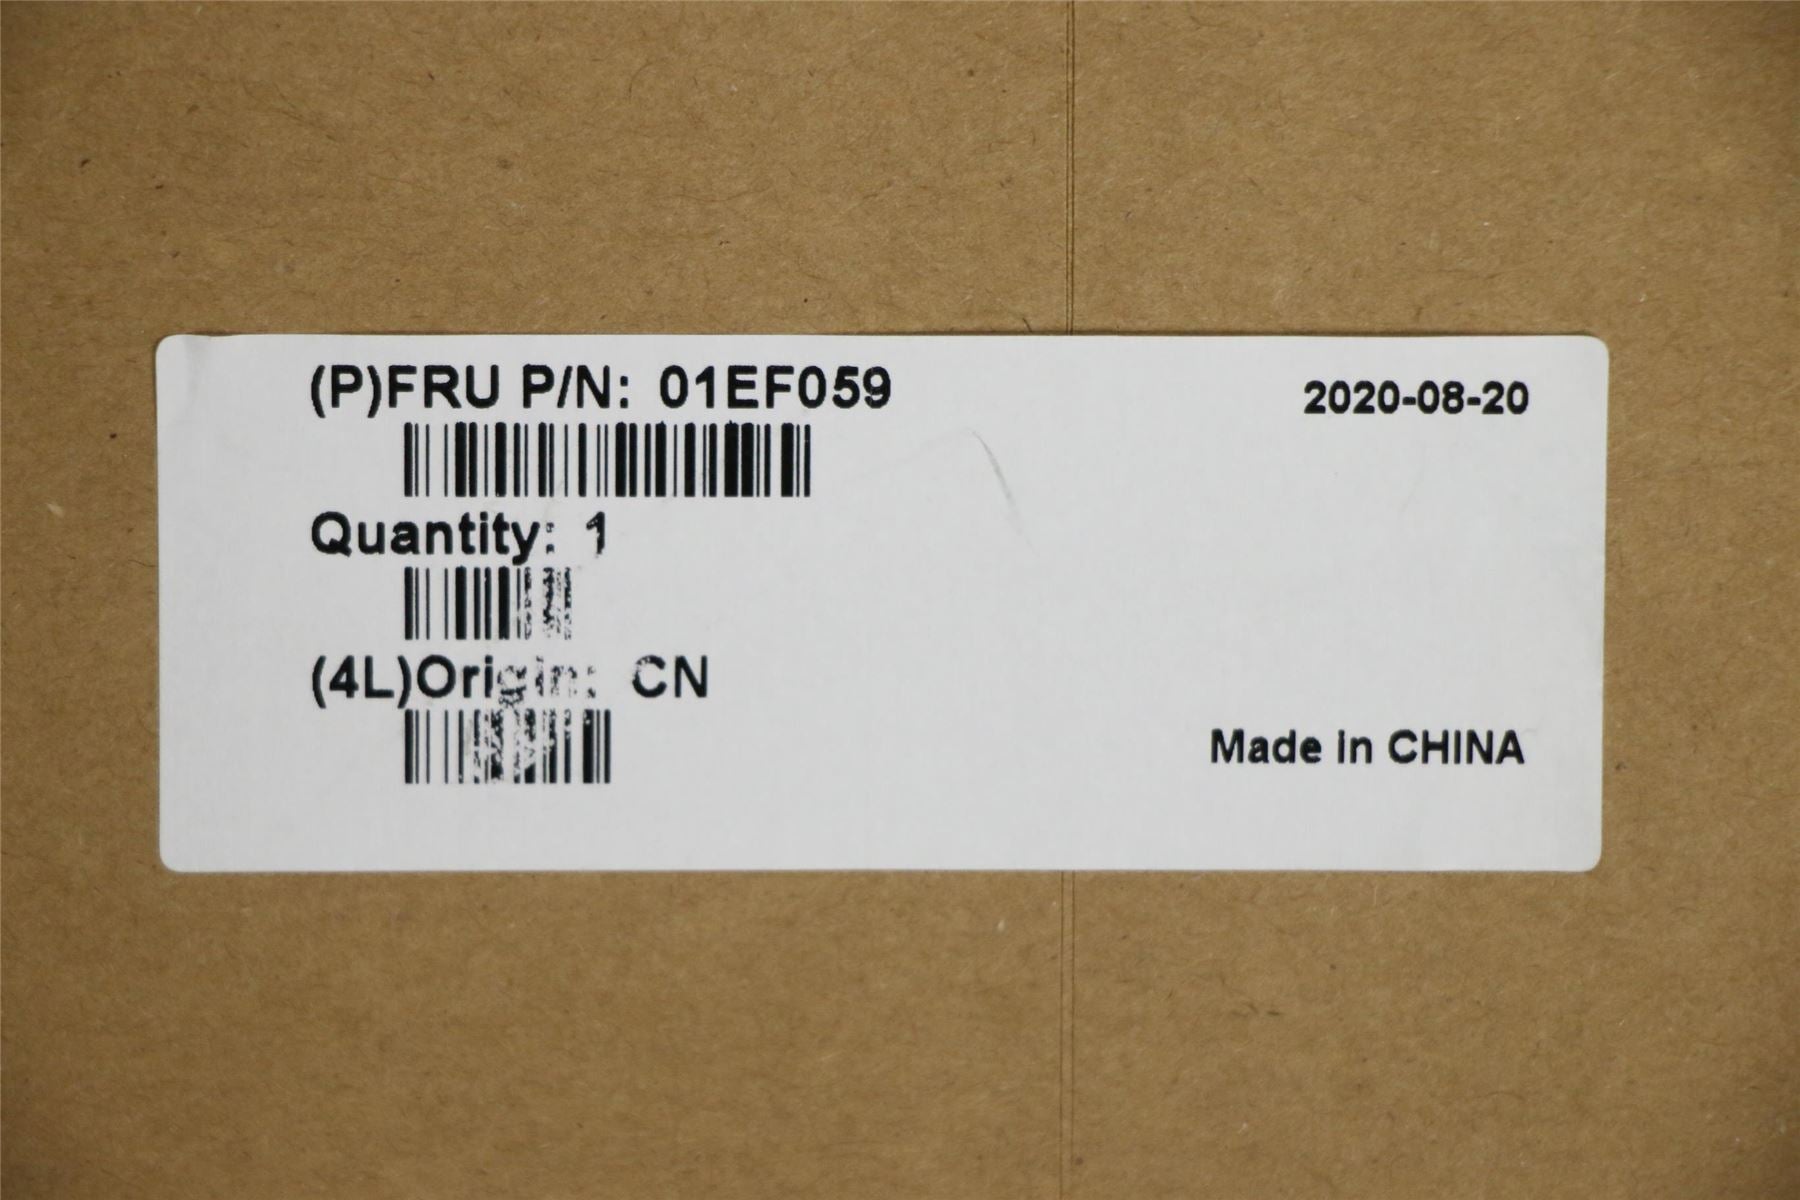 (P)FRU P/N: 01EF059
2020-08-20
Quantity: 1
(4L)Origin: CN
Made in CHINA